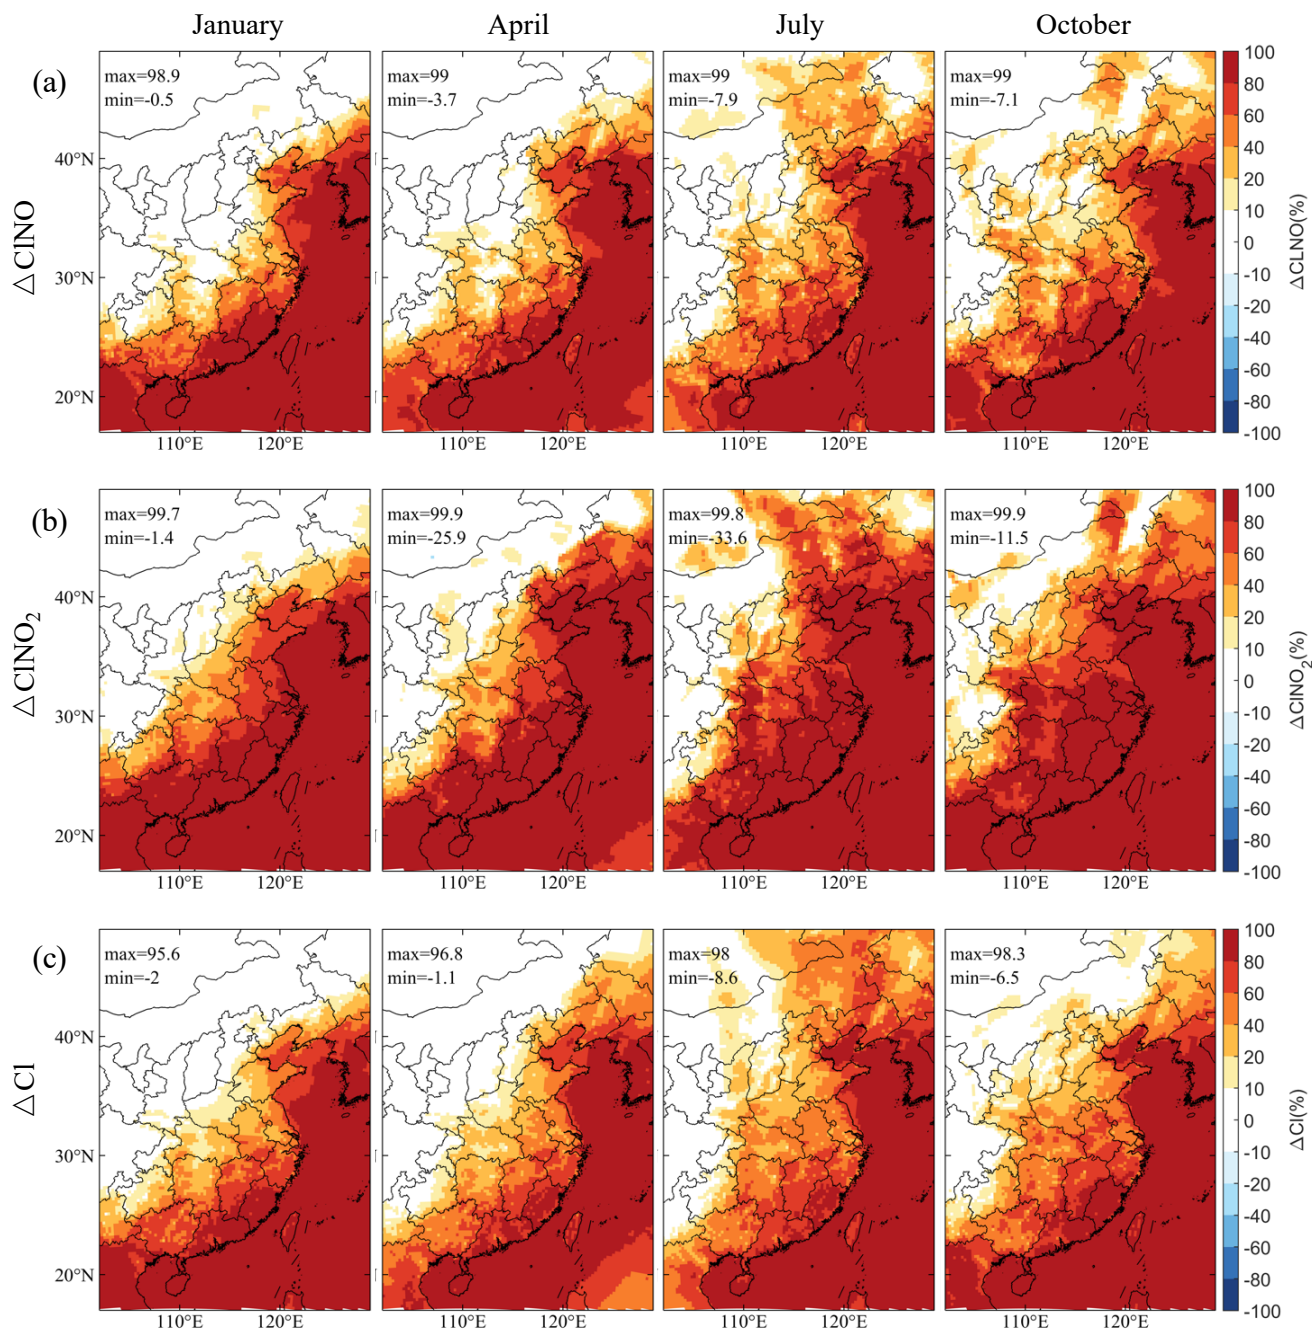 January April July October
(a)
△ClNO
max=98.9
min=-0.5
max=99
min=-3.7
max=99
min=-7.9
max=99
min=-7.1
40°N
30°N
20°N
110°E 120°E 110°E 120°E 110°E 120°E 110°E 120°E
100
80
60
40
20
10
0
-10
-20
-40
-60
-80
-100
△CLNO(%)
(b)
△ClNO₂
max=99.7
min=-1.4
max=99.9
min=-25.9
max=99.8
min=-33.6
max=99.9
min=-11.5
40°N
30°N
20°N
110°E 120°E 110°E 120°E 110°E 120°E 110°E 120°E
100
80
60
40
20
10
0
-10
-20
-40
-60
-80
-100
△ClNO₂(%)
(c)
△Cl
max=95.6
min=-2
max=96.8
min=-1.1
max=98
min=-8.6
max=98.3
min=-6.5
40°N
30°N
20°N
110°E 120°E 110°E 120°E 110°E 120°E 110°E 120°E
100
80
60
40
20
10
0
-10
-20
-40
-60
-80
-100
△Cl(%)